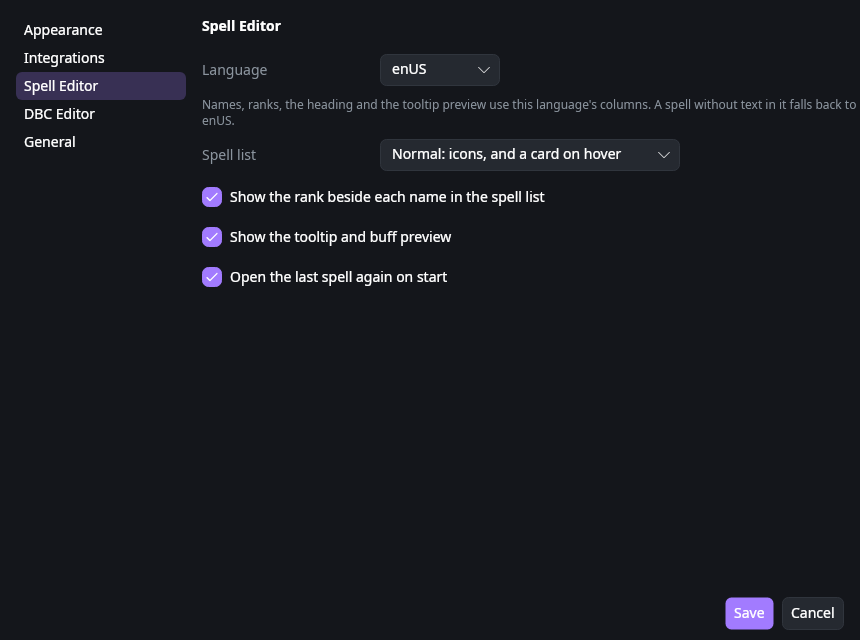 Appearance
Integrations
Spell Editor
DBC Editor
General
Spell Editor
Language
enUS
Names, ranks, the heading and the tooltip preview use this language's columns. A spell without text in it falls back to
enUS.
Spell list
Normal: icons, and a card on hover
Show the rank beside each name in the spell list
Show the tooltip and buff preview
Open the last spell again on start
Save
Cancel